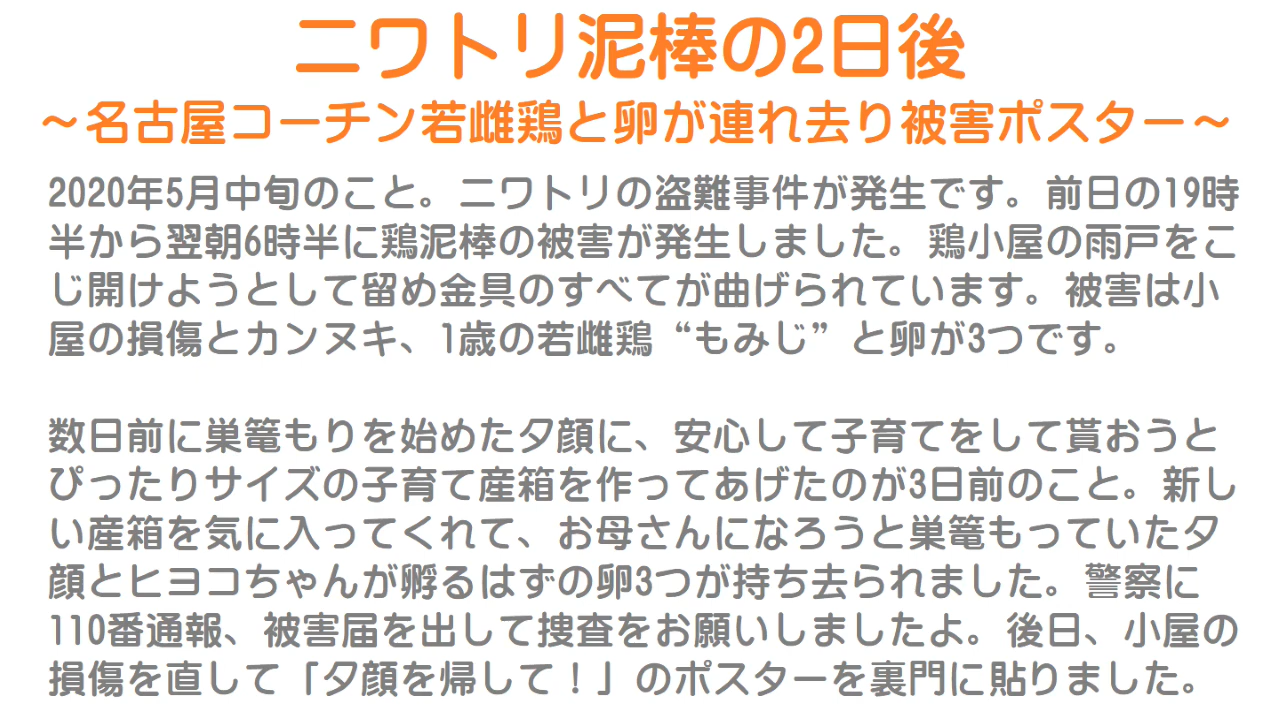 ニワトリ泥棒の2日後
～名古屋コーチン若雌鶏と卵が連れ去り被害ポスター～
2020年5月中旬のこと。ニワトリの盗難事件が発生です。前日の19時
半から翌朝6時半に鶏泥棒の被害が発生しました。鶏小屋の雨戸をこ
じ開けようとして留め金具のすべてが曲げられています。被害は小
屋の損傷とカンヌキ、1歳の若雌鶏“もみじ”と卵が3つです。
数日前に巣篭もりを始めた夕顔に、安心して子育てをして貰おうと
ぴったりサイズの子育て産箱を作ってあげたのが3日前のこと。新し
い産箱を気に入ってくれて、お母さんになろうと巣篭もっていた夕
顔とヒヨコちゃんが孵るはずの卵3つが持ち去られました。警察に
110番通報、被害届を出して捜査をお願いしましたよ。後日、小屋の
損傷を直して「夕顔を帰して！」のポスターを裏門に貼りました。